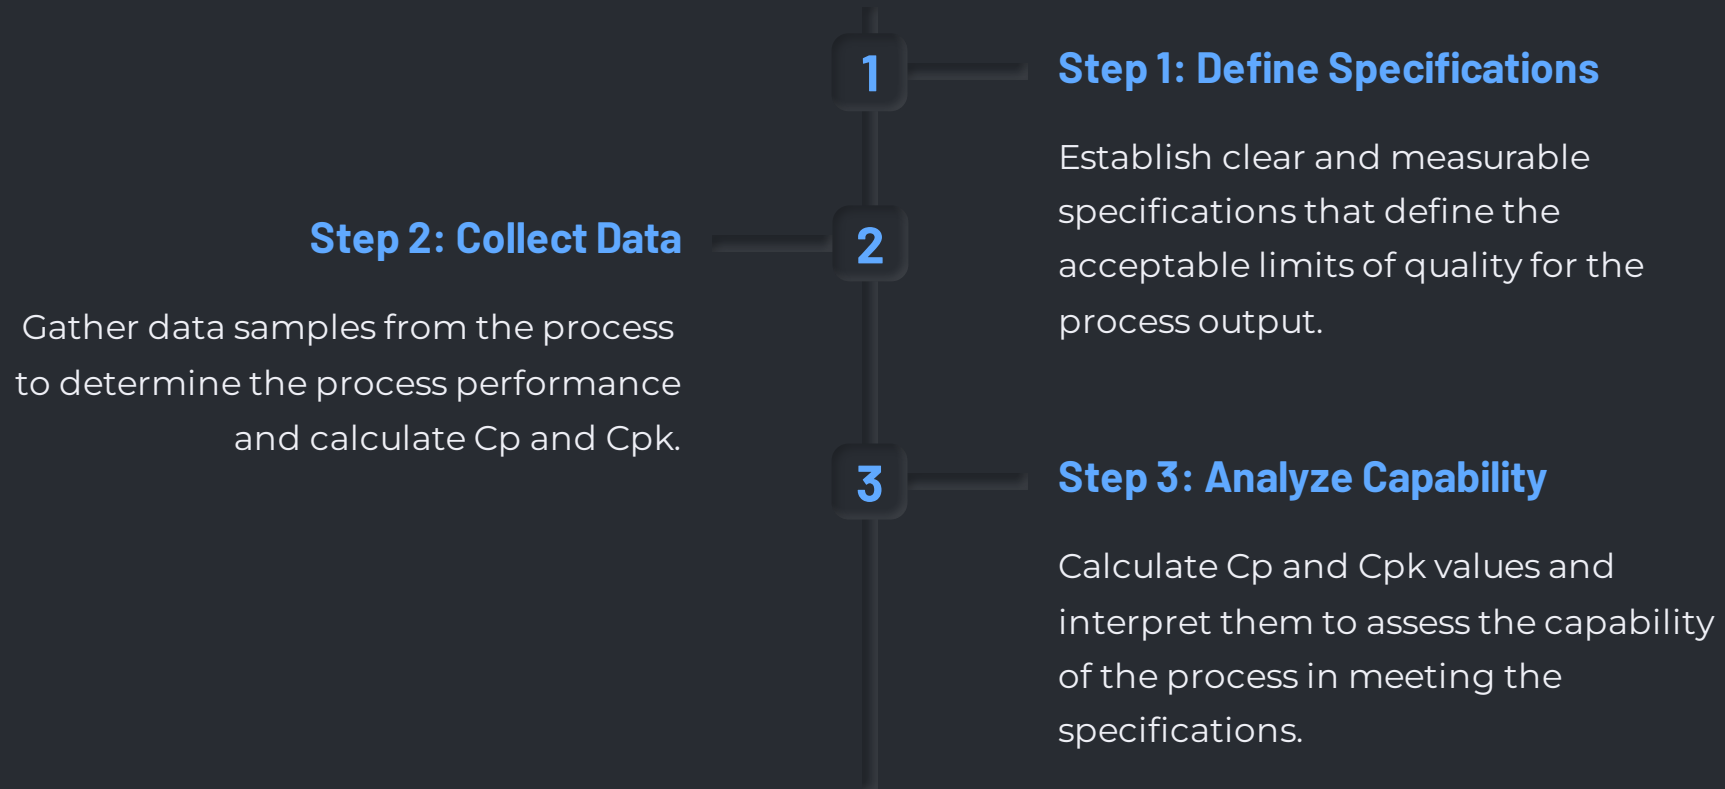 1
Step 1: Define Specifications
Establish clear and measurable
specifications that define the
acceptable limits of quality for the
process output.
2
Step 2: Collect Data
Gather data samples from the process
to determine the process performance
and calculate Cp and Cpk.
3
Step 3: Analyze Capability
Calculate Cp and Cpk values and
interpret them to assess the capability
of the process in meeting the
specifications.